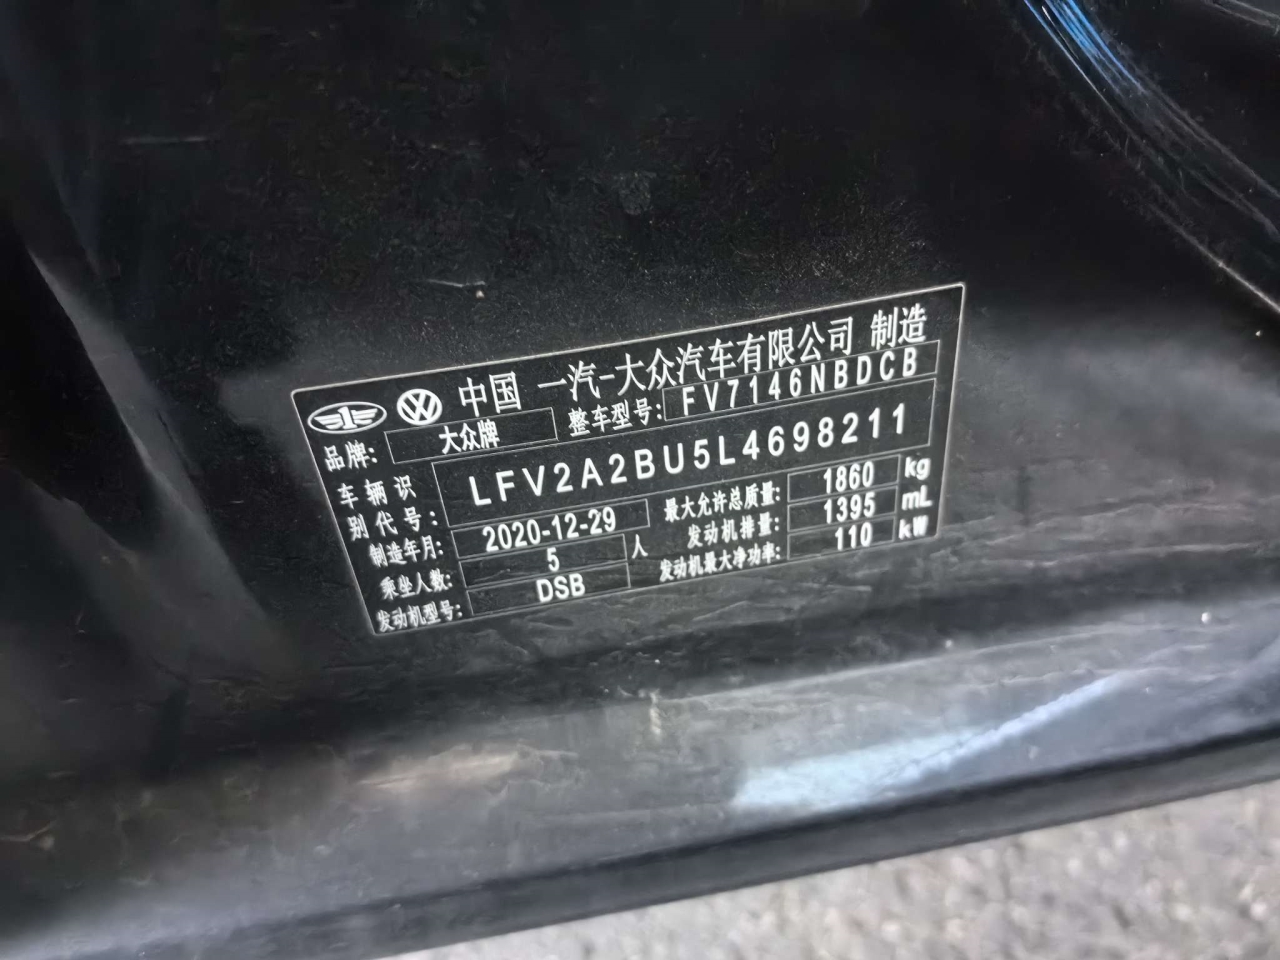 中国 一汽-大众汽车有限公司 制造
品牌: 大众牌 整车型号: FV7146NBDCB
车辆识别代号: LFV2A2BU5L4698211
制造年月: 2020-12-29 最大允许总质量: 1860 kg
乘坐人数: 5 人 发动机排量: 1395 mL
发动机型号: DSB 发动机最大净功率: 110 kW